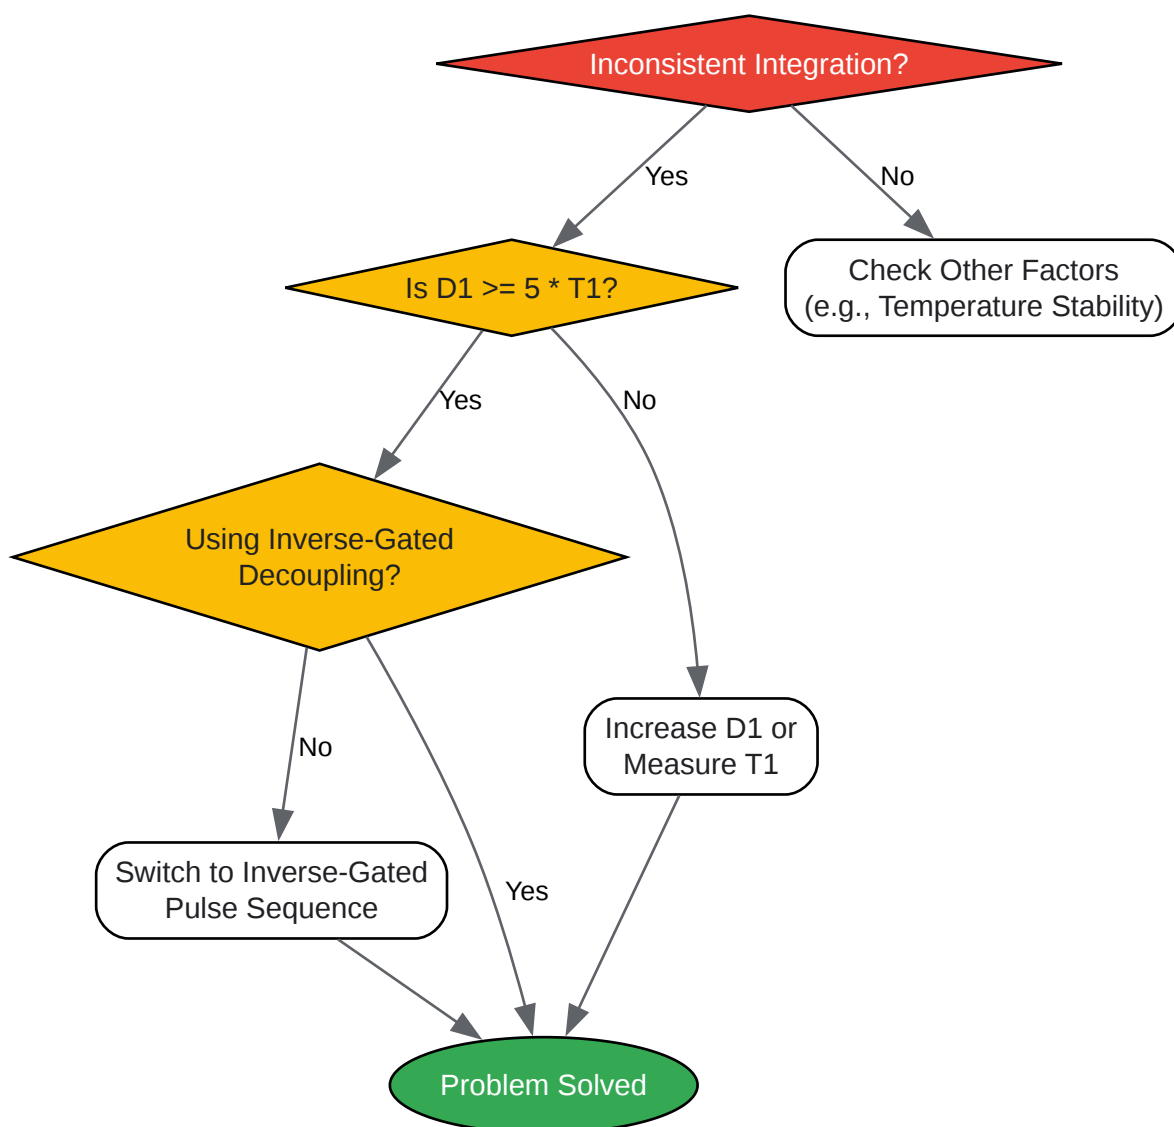 Inconsistent Integration?
Yes
No
Is D1 >= 5 * T1?
Check Other Factors
(e.g., Temperature Stability)
Yes
No
Using Inverse-Gated
Decoupling?
Increase D1 or
Measure T1
No
Switch to Inverse-Gated
Pulse Sequence
Yes
Problem Solved